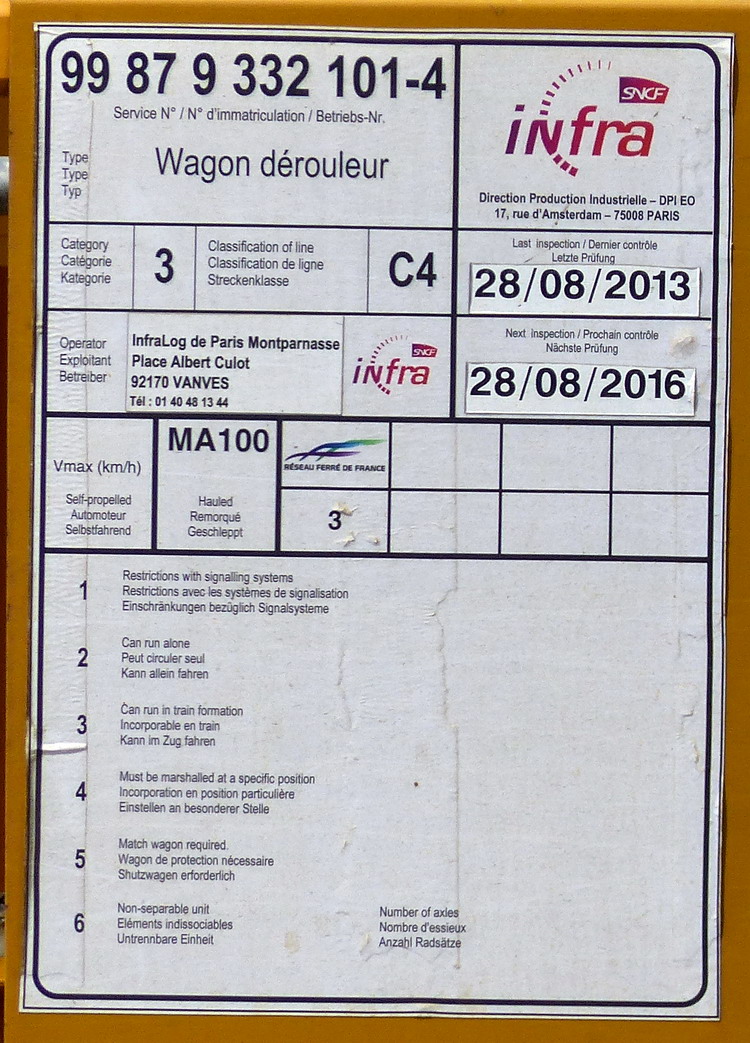 99 87 9 332 101-4
Service N° / N° d'immatriculation / Betriebs-Nr.
Type
Type
Typ
Wagon dérouleur
SNCF
infra
Direction Production Industrielle – DPI EO
17, rue d'Amsterdam – 75008 PARIS
Category
Catégorie
Kategorie
3
Classification of line
Classification de ligne
Streckenklasse
C4
Last inspection / Dernier contrôle
Letzte Prüfung
28/08/2013
Operator
Exploitant
Betreiber
InfraLog de Paris Montparnasse
Place Albert Culot
92170 VANVES
Tél : 01 40 48 13 44
SNCF
infra
Next inspection / Prochain contrôle
Nächste Prüfung
28/08/2016
Vmax (km/h)
Self-propelled
Automoteur
Selbstfahrend
MA100
Hauled
Remorqué
Geschleppt
RÉSEAU FERRÉ DE FRANCE
3
1
Restrictions with signalling systems
Restrictions avec les systèmes de signalisation
Einschränkungen bezüglich Signalsysteme
2
Can run alone
Peut circuler seul
Kann allein fahren
3
Can run in train formation
Incorporable en train
Kann im Zug fahren
4
Must be marshalled at a specific position
Incorporation en position particulière
Einstellen an besonderer Stelle
5
Match wagon required.
Wagon de protection nécessaire
Shutzwagen erforderlich
6
Non-separable unit
Eléments indissociables
Untrennbare Einheit
Number of axles
Nombre d'essieux
Anzahl Radsätze